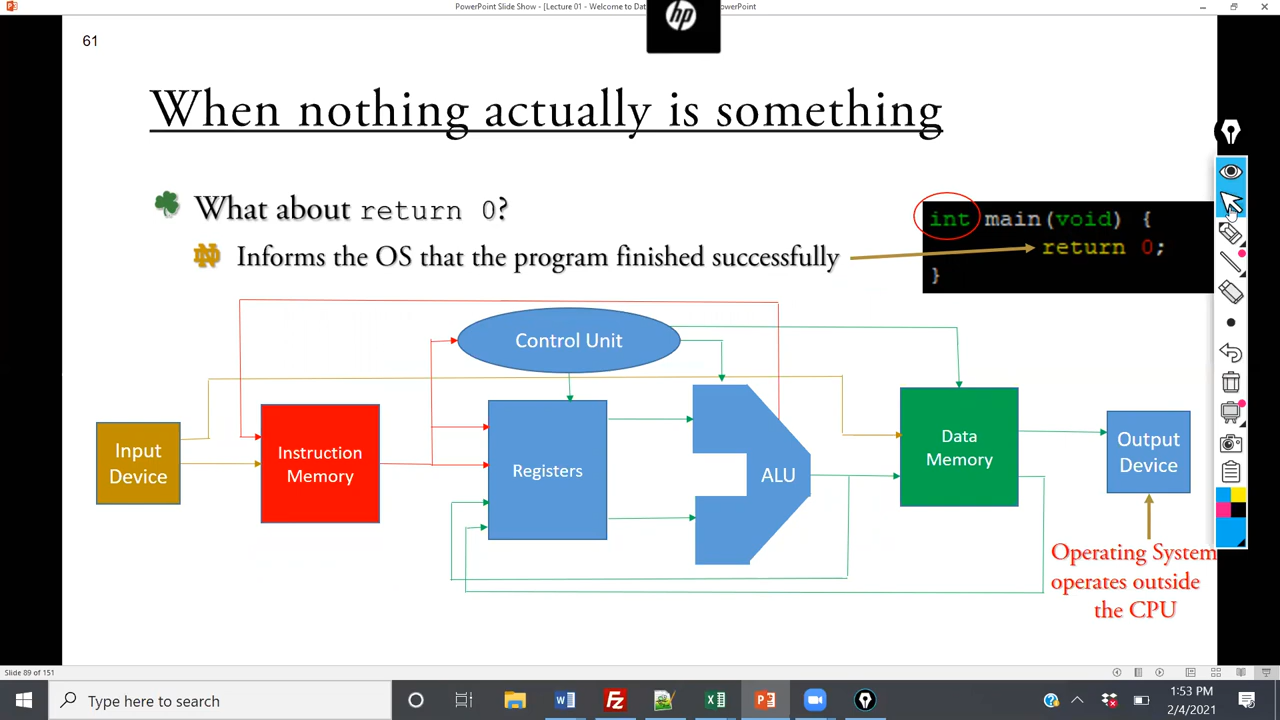 PowerPoint Slide Show - [Lecture 01 - Welcome to Dat
owerPoint
hp
61
When nothing actually is something
What about return 0?
Informs the OS that the program finished successfully
int main(void) {
return 0;
}
Control Unit
Input
Device
Instruction
Memory
Registers
ALU
Data
Memory
Output
Device
Operating System
operates outside
the CPU
Slide 89 of 151
Type here to search
1:53 PM
2/4/2021